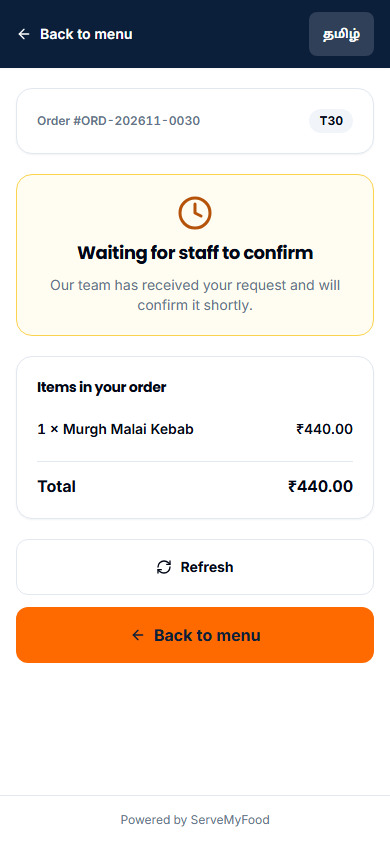 Back to menu
தமிழ்
Order #ORD-202611-0030
T30
Waiting for staff to confirm
Our team has received your request and will
confirm it shortly.
Items in your order
1 × Murgh Malai Kebab
₹440.00
Total
₹440.00
Refresh
Back to menu
Powered by ServeMyFood